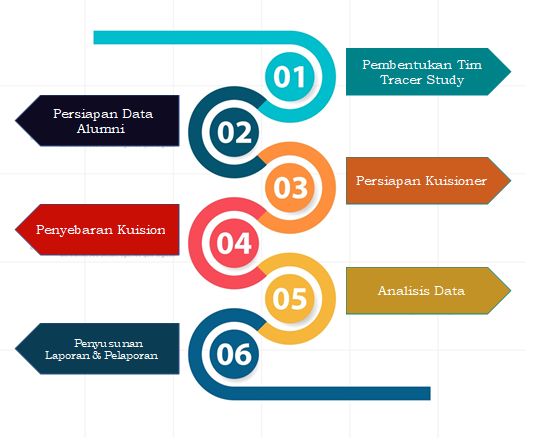 01
Pembentukan Tim
Tracer Study
Persiapan Data
Alumni
02
03
Persiapan Kuisioner
Penyebaran Kuision
04
05
Analisis Data
Penyusunan
Laporan & Pelaporan
06